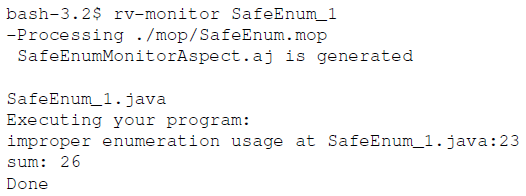 bash-3.2$ rv-monitor SafeEnum_1
-Processing ./mop/SafeEnum.mop
SafeEnumMonitorAspect.aj is generated
SafeEnum_1.java
Executing your program:
improper enumeration usage at SafeEnum_1.java:23
sum: 26
Done